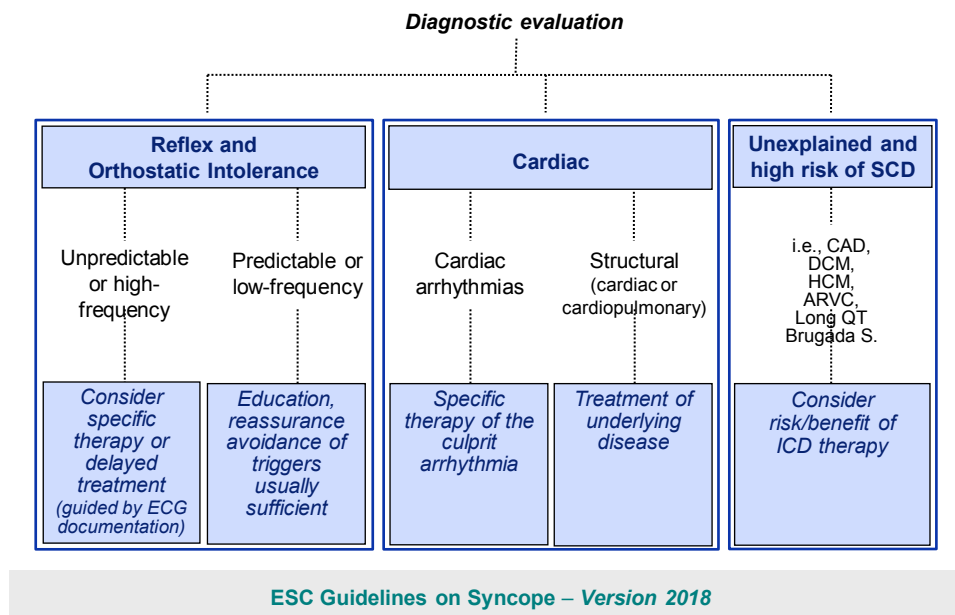 Diagnostic evaluation
Reflex and
Orthostatic Intolerance
Unpredictable
or high-
frequency
Predictable or
low-frequency
Consider
specific
therapy or
delayed
treatment
(guided by ECG
documentation)
Education,
reassurance
avoidance of
triggers
usually
sufficient
Cardiac
Cardiac
arrhythmias
Structural
(cardiac or
cardiopulmonary)
Specific
therapy of the
culprit
arrhythmia
Treatment of
underlying
disease
Unexplained and
high risk of SCD
i.e., CAD,
DCM,
HCM,
ARVC,
Long QT
Brugada S.
Consider
risk/benefit of
ICD therapy
ESC Guidelines on Syncope – Version 2018